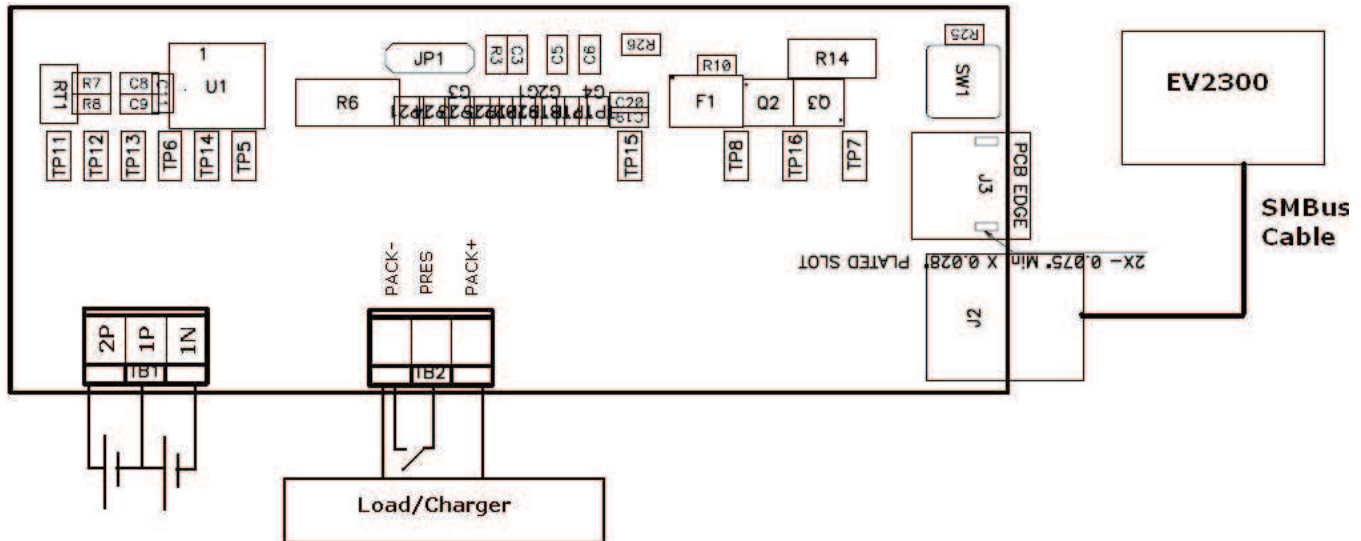 RT1
R7
R8
C8
C9
C11
1
U1
JP1
R3
C3
C5
C6
R26
R6
G3
G2
G1
G4
C20
C19
R10
F1
Q2
Q3
R14
R25
SW1
EV2300
TP11
TP12
TP13
TP6
TP14
TP5
TP15
TP8
TP16
TP7
J3
PCB EDGE
SMBus
Cable
2X- 0.075" Min X 0.028" PLATED SLOT
PACK-
PRES
PACK+
J2
2P
1P
1N
TB1
TB2
Load/Charger